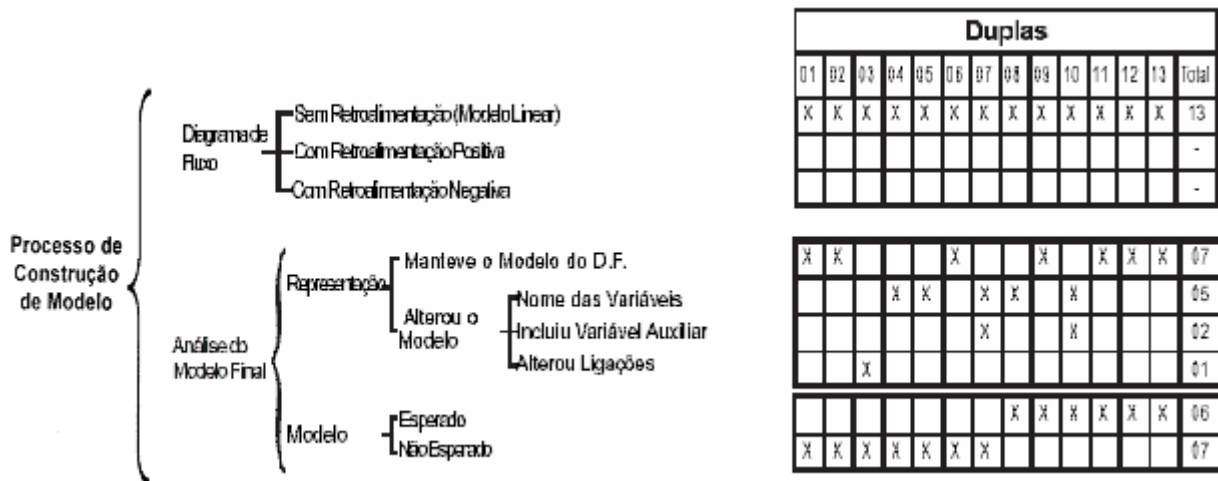 Duplas
01 02 03 04 05 06 07 08 09 10 11 12 13 Total
Sem Retroalimentação (Modelo Linear) X X X X X X X X X X X X X 13
Diagrama de
Fluxo
Com Retroalimentação Positiva -
Com Retroalimentação Negativa -
Processo de
Construção
de Modelo
Manteve o Modelo do D.F. X X X X X X X 07
Representação
Nome das Variáveis X X X X X 05
Alterou o
Modelo
Incluiu Variável Auxiliar X X 02
Análise do
Modelo Final
Alterou Ligações X 01
Modelo
Esperado X X X X X X 06
Não Esperado X X X X X X X 07